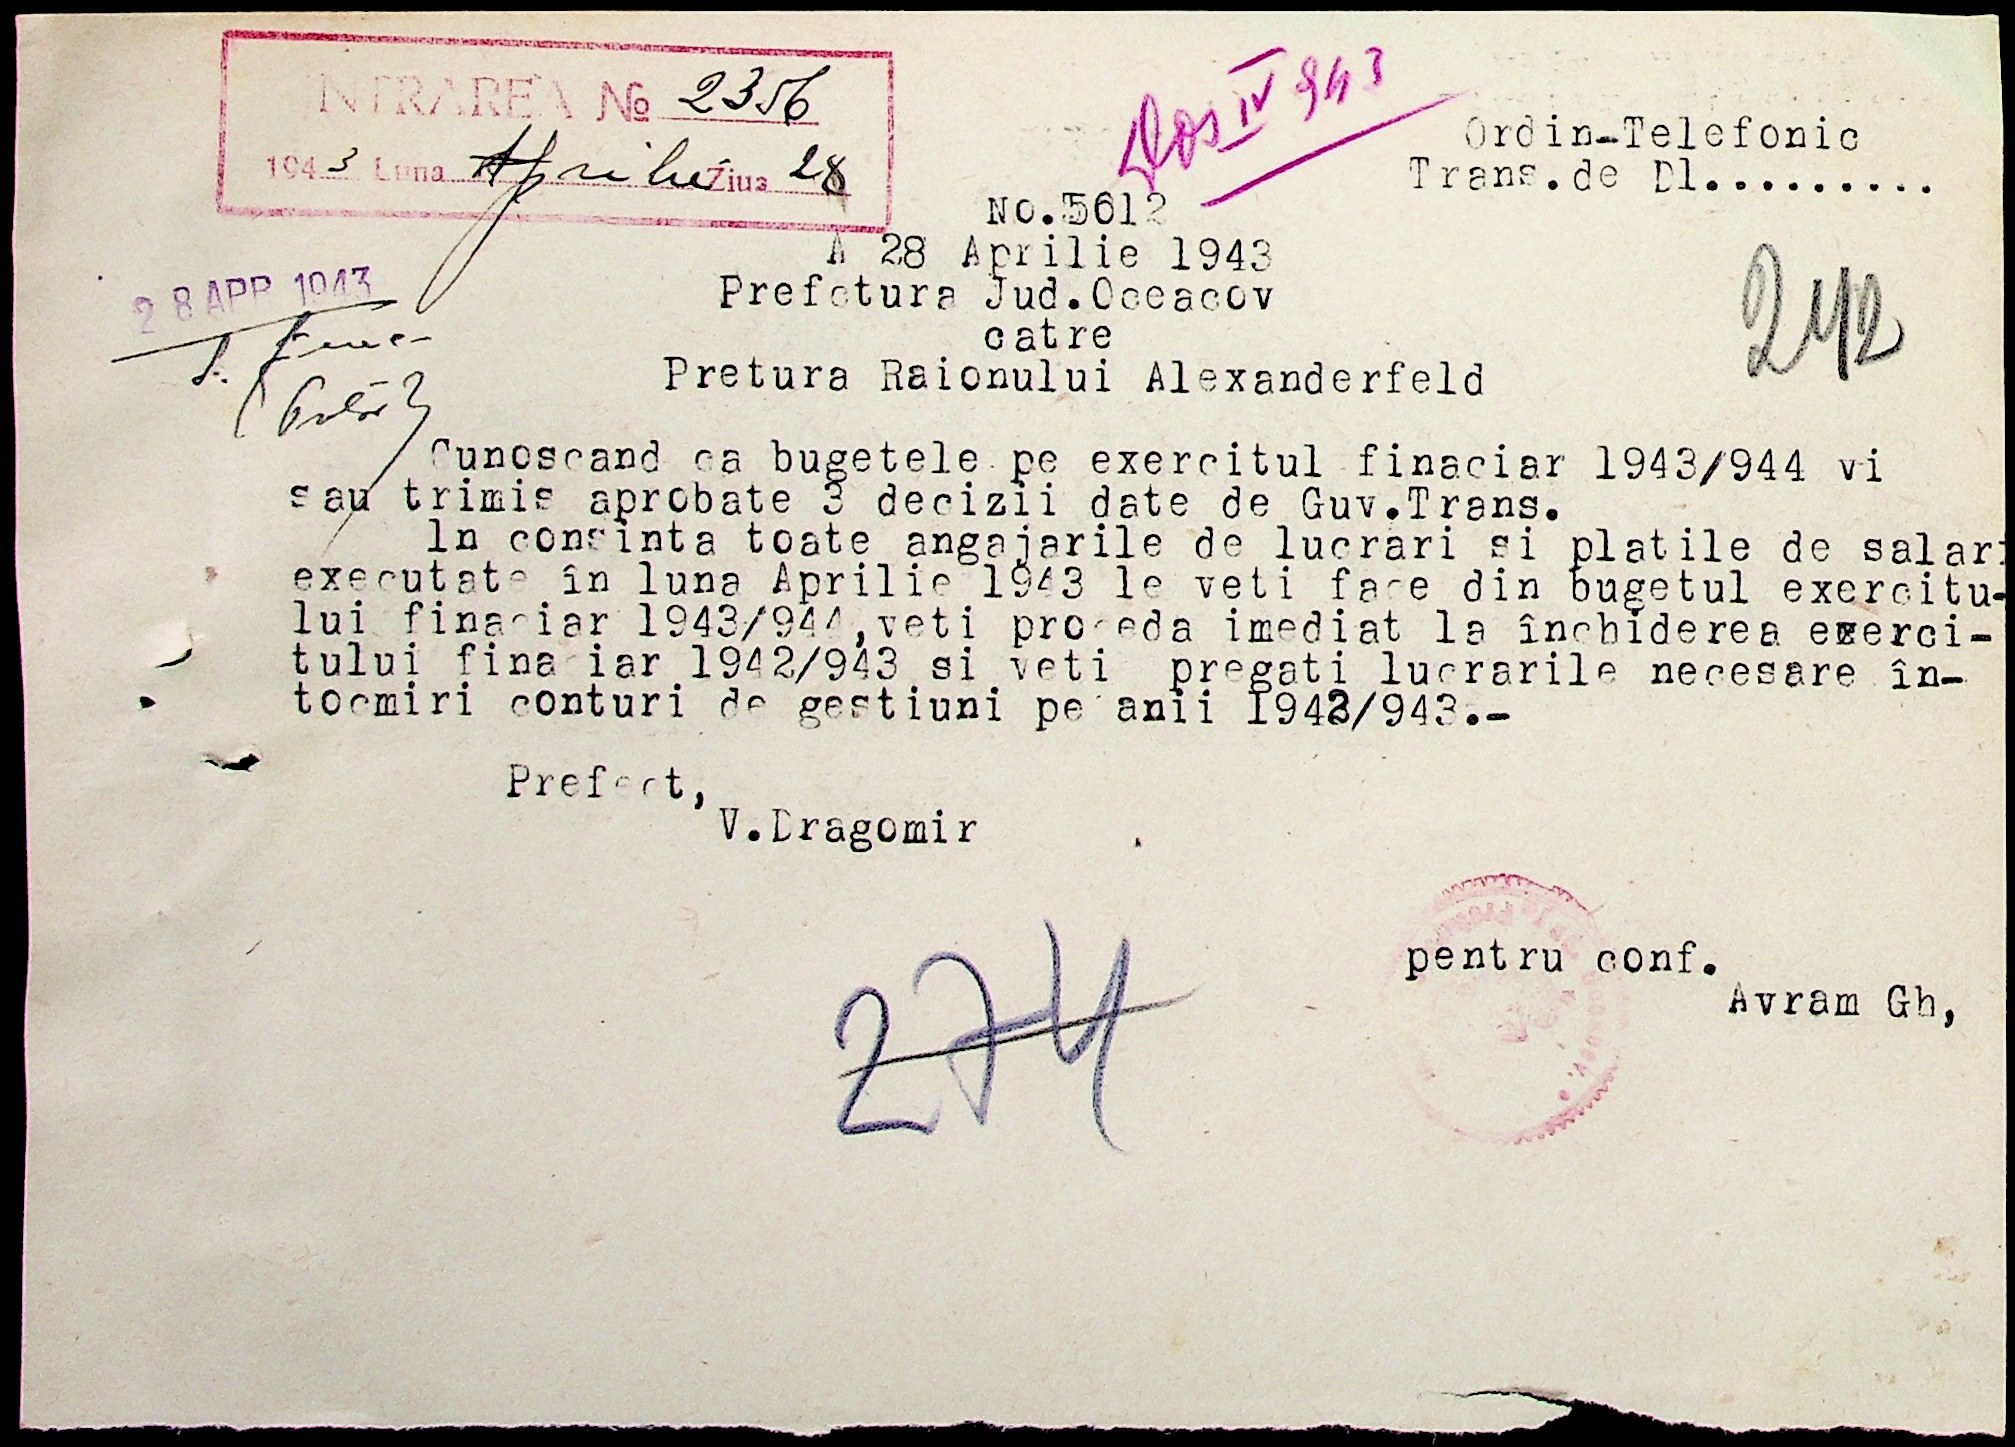 INTRAREA No 2356
1943 Luna Aprilie Ziua 28
Dos IV 943
Ordin-Telefonic
Trans.de Dl..........
No.5612
A 28 Aprilie 1943
28 APR 1943
Prefctura Jud.Oceacov
catre
242
Pretura Raionului Alexanderfeld
Cunoscand ca bugetele pe exercitul finaciar 1943/944 vi
sau trimis aprobate 3 decizii date de Guv.Trans.
ln consinta toate angajarile de lucrari si platile de salari
executate în luna Aprilie 1943 le veti face din bugetul exercitu-
lui finaciar 1943/944,veti proceda imediat la închiderea exerci-
tului finaciar 1942/943 si veti pregati lucrarile necesare în-
tocmiri conturi de gestiuni pe anii 1942/943.-
Prefect,
V.Dragomir
274
pentru conf.
Avram Gh,